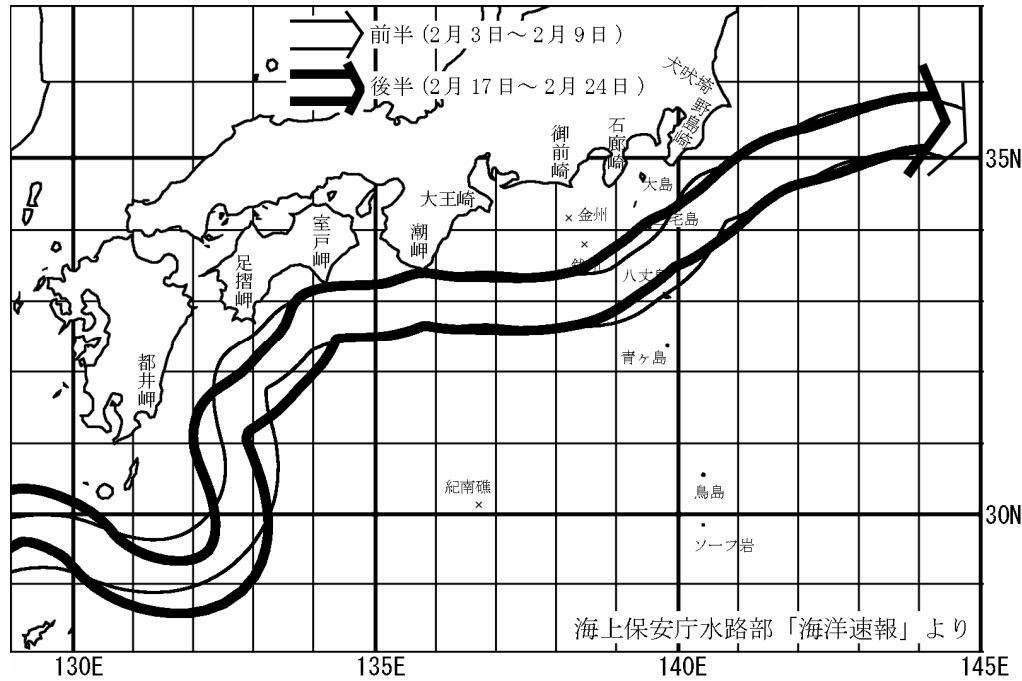 前半 (2月3日～2月9日)
後半 (2月17日～2月24日)
犬吠埼
野島崎
石廊崎
御前崎
大島
35N
大王崎
金州
宅島
室戸岬
潮岬
足摺岬
八丈島
青ヶ島
都井岬
紀南礁
鳥島
30N
ソーフ岩
海上保安庁水路部「海洋速報」より
130E
135E
140E
145E